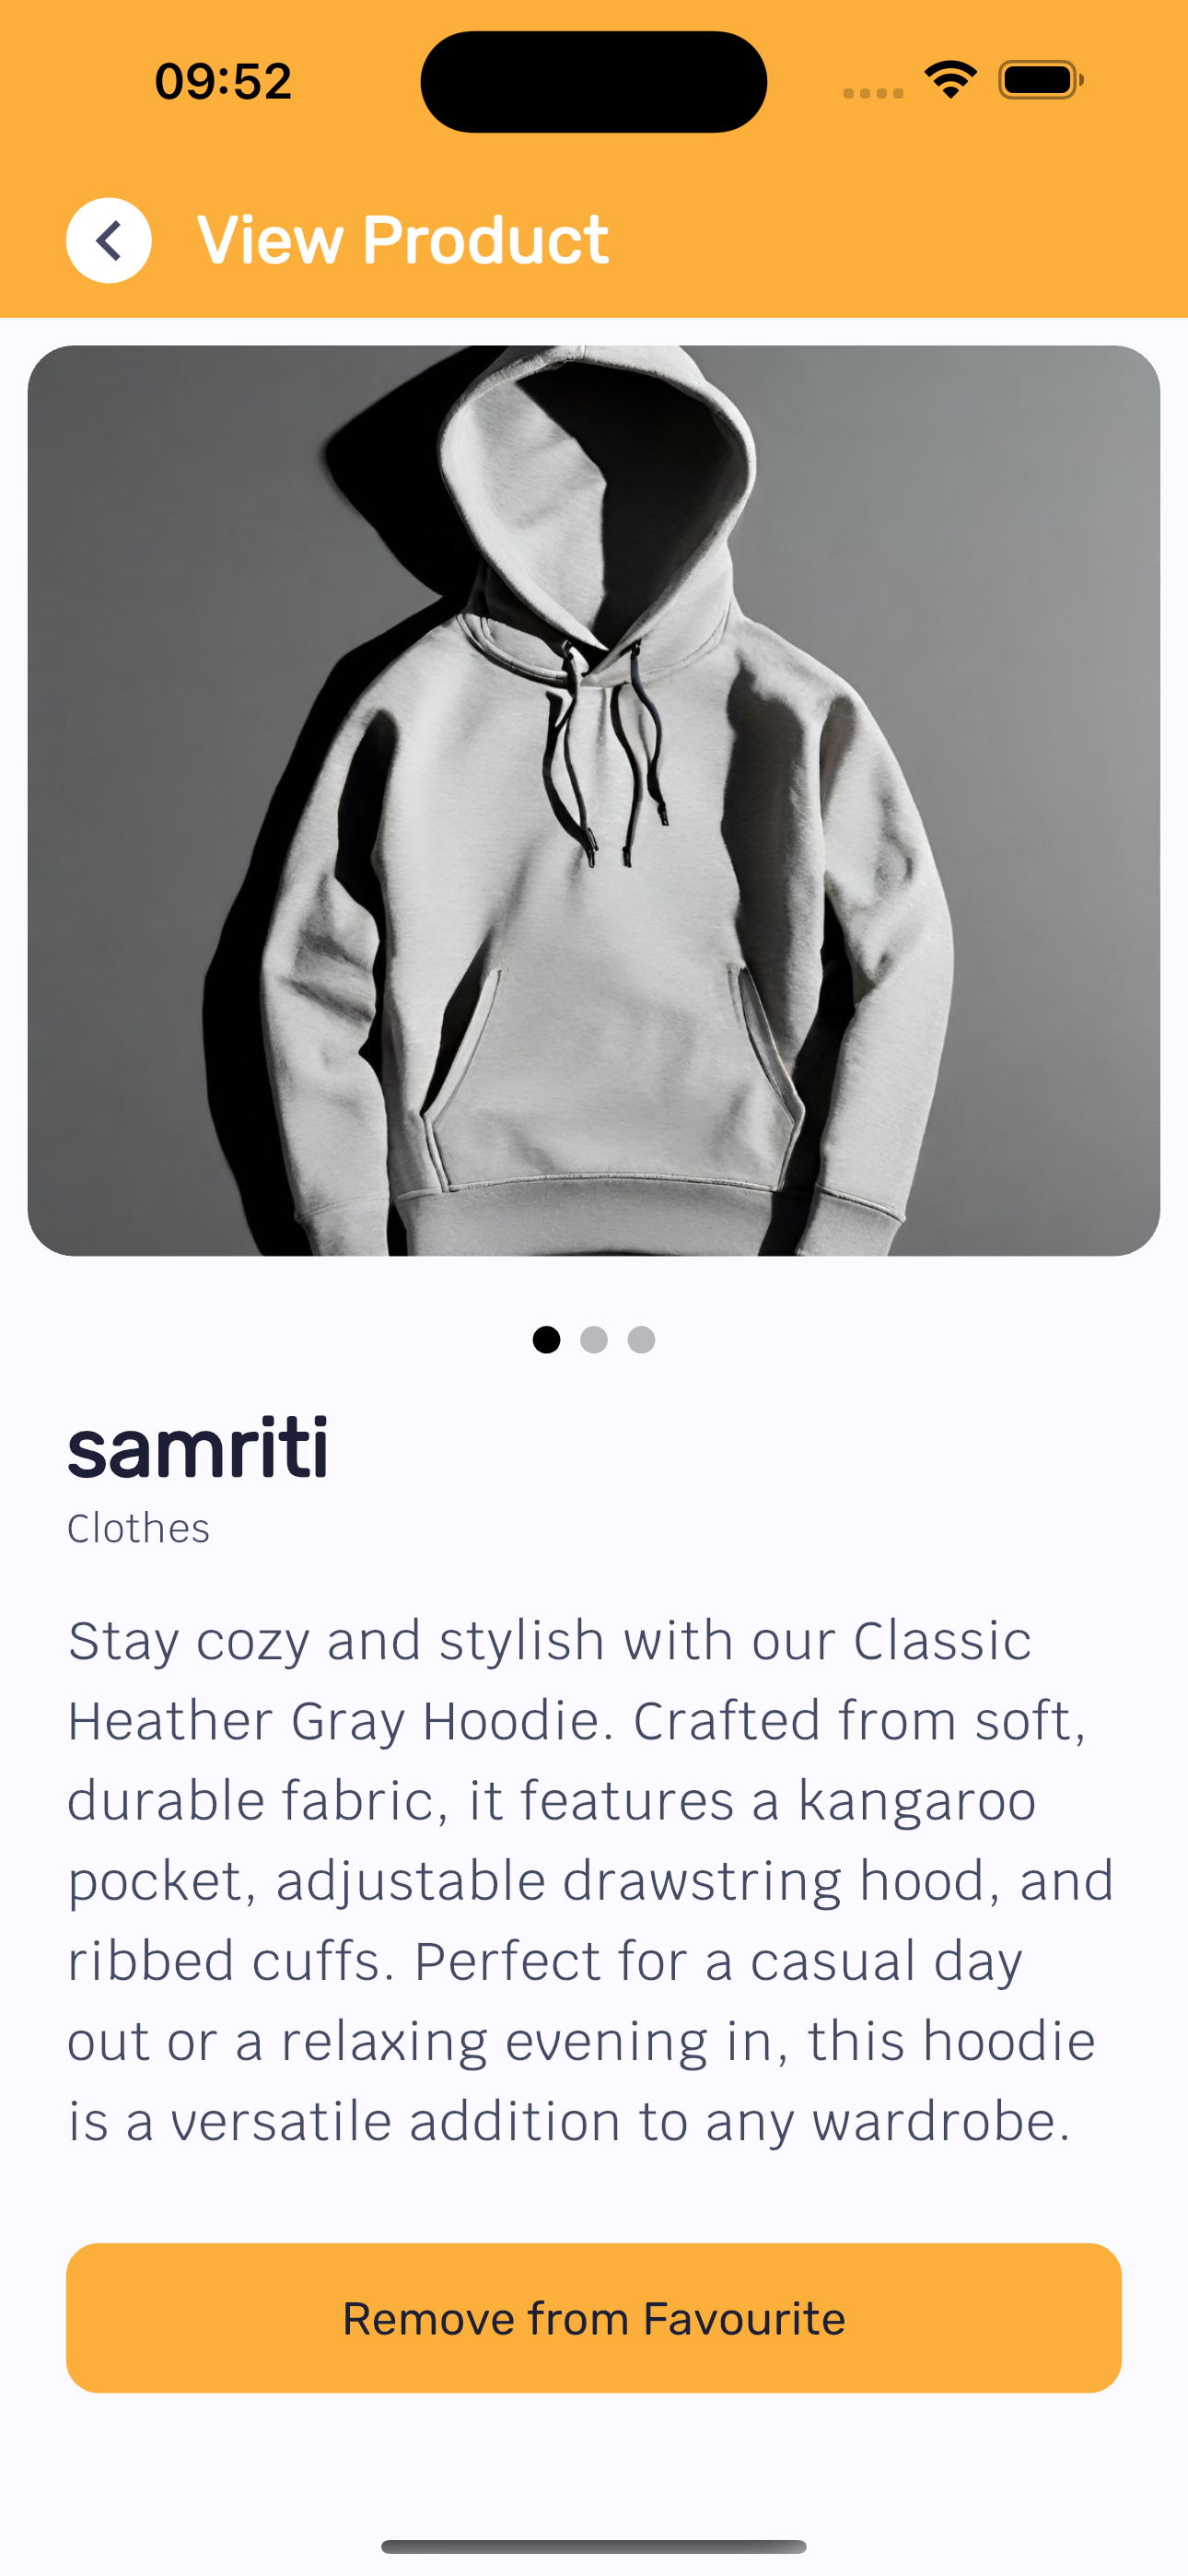 09:52
View Product
samriti
Clothes
Stay cozy and stylish with our Classic
Heather Gray Hoodie. Crafted from soft,
durable fabric, it features a kangaroo
pocket, adjustable drawstring hood, and
ribbed cuffs. Perfect for a casual day
out or a relaxing evening in, this hoodie
is a versatile addition to any wardrobe.
Remove from Favourite